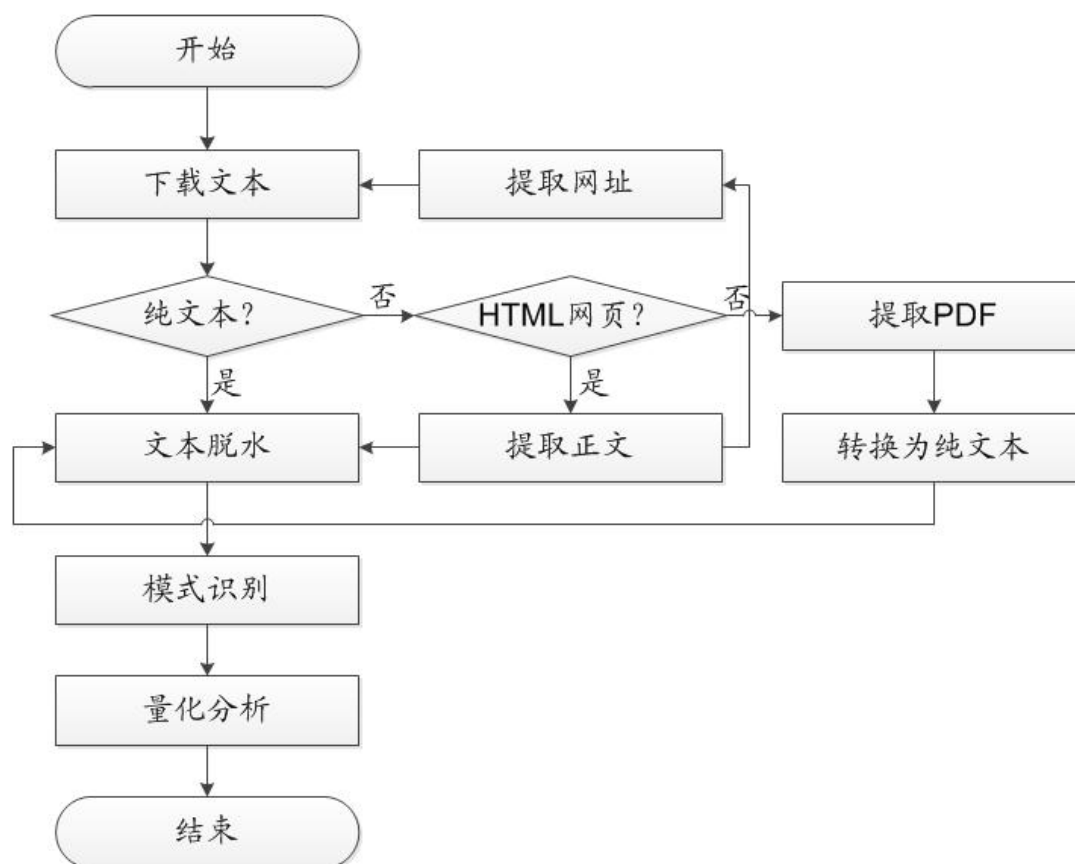 开始
下载文本
提取网址
纯文本?
否
HTML网页?
否
提取PDF
是
是
文本脱水
提取正文
转换为纯文本
模式识别
量化分析
结束